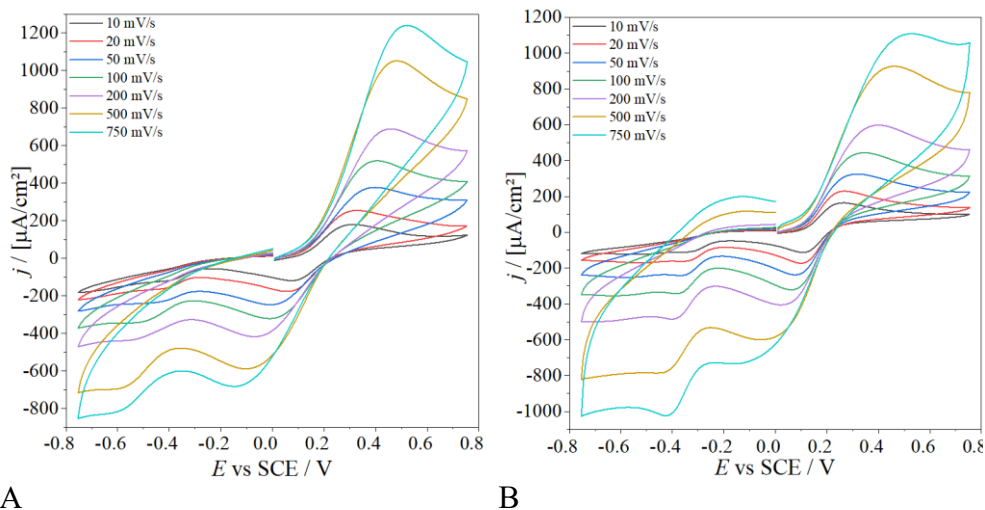 10 mV/s
20 mV/s
50 mV/s
100 mV/s
200 mV/s
500 mV/s
750 mV/s
1200
1000
800
600
400
200
0
-200
-400
-600
-800
j / [µA/cm²]
-0.8 -0.6 -0.4 -0.2 0.0 0.2 0.4 0.6 0.8
E vs SCE / V
A
10 mV/s
20 mV/s
50 mV/s
100 mV/s
200 mV/s
500 mV/s
750 mV/s
1200
1000
800
600
400
200
0
-200
-400
-600
-800
-1000
j / [µA/cm²]
-0.8 -0.6 -0.4 -0.2 0.0 0.2 0.4 0.6 0.8
E vs SCE / V
B